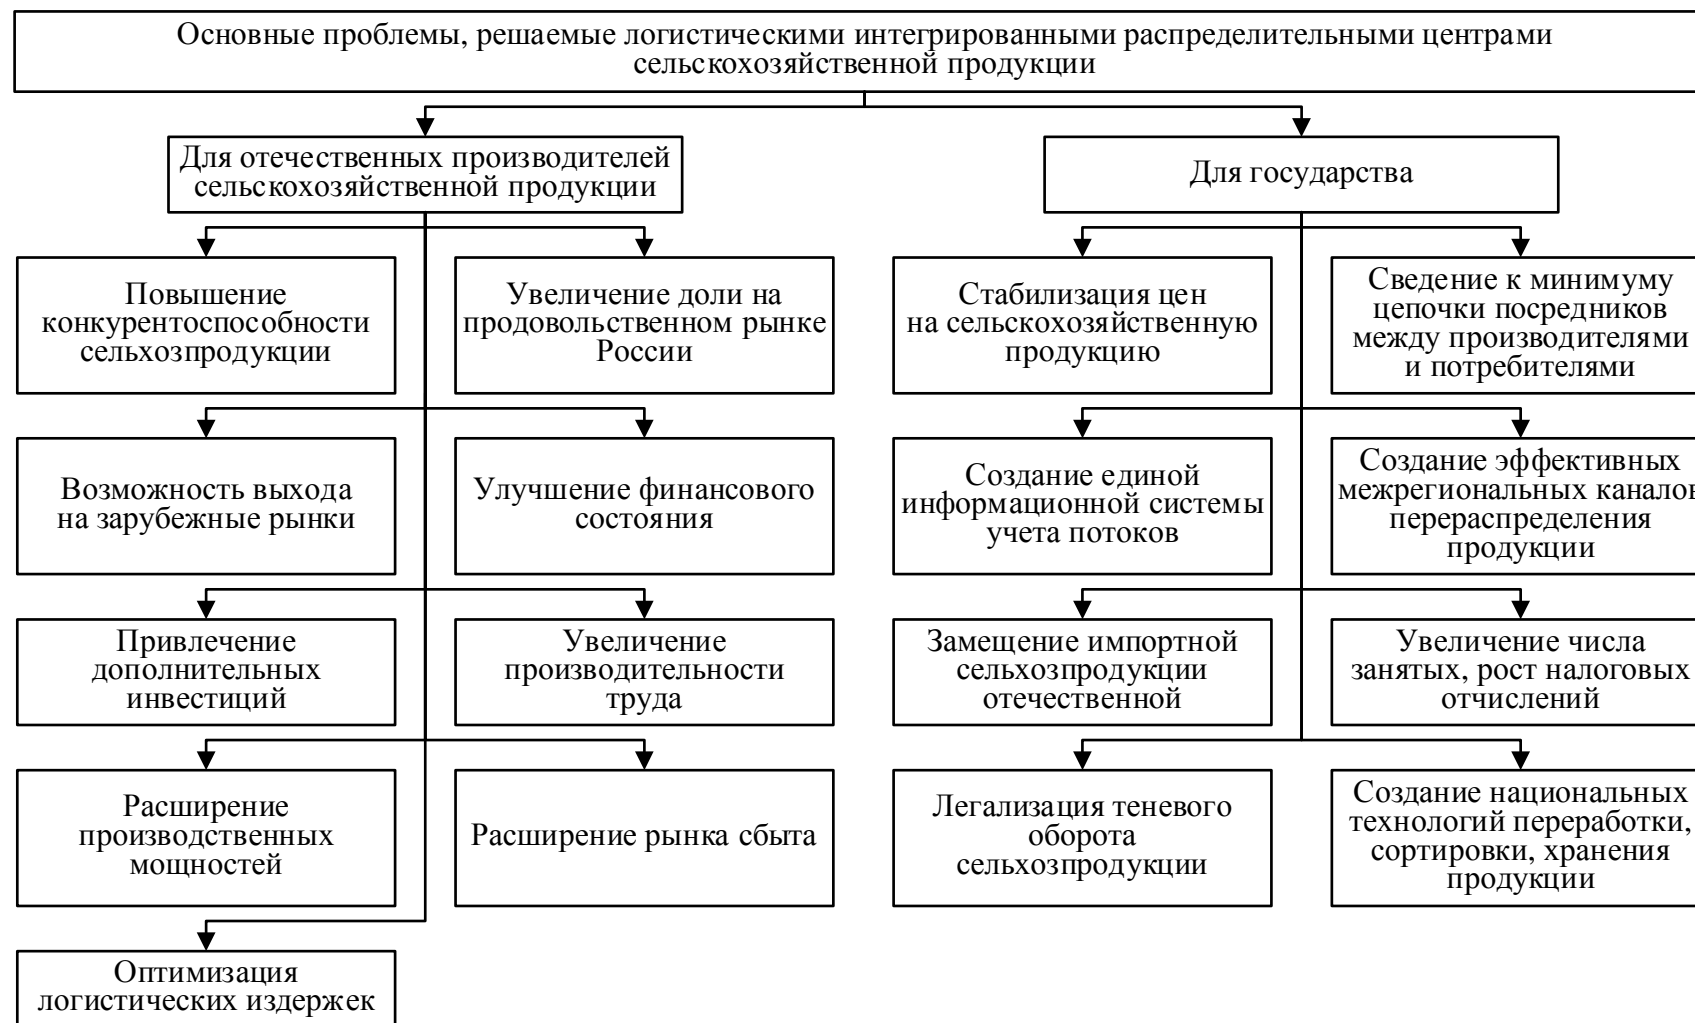 Основные проблемы, решаемые логистическими интегрированными распределительными центрами
сельскохозяйственной продукции
Для отечественных производителей
сельскохозяйственной продукции
Для государства
Повышение
конкурентоспособности
сельхозпродукции
Увеличение доли на
продовольственном рынке
России
Стабилизация цен
на сельскохозяйственную
продукцию
Сведение к минимуму
цепочки посредников
между производителями
и потребителями
Возможность выхода
на зарубежные рынки
Улучшение финансового
состояния
Создание единой
информационной системы
учета потоков
Создание эффективных
межрегиональных каналов
перераспределения
продукции
Привлечение
дополнительных
инвестиций
Увеличение
производительности
труда
Замещение импортной
сельхозпродукции
отечественной
Увеличение числа
занятых, рост налоговых
отчислений
Расширение
производственных
мощностей
Расширение рынка сбыта
Легализация теневого
оборота
сельхозпродукции
Создание национальных
технологий переработки,
сортировки, хранения
продукции
Оптимизация
логистических издержек